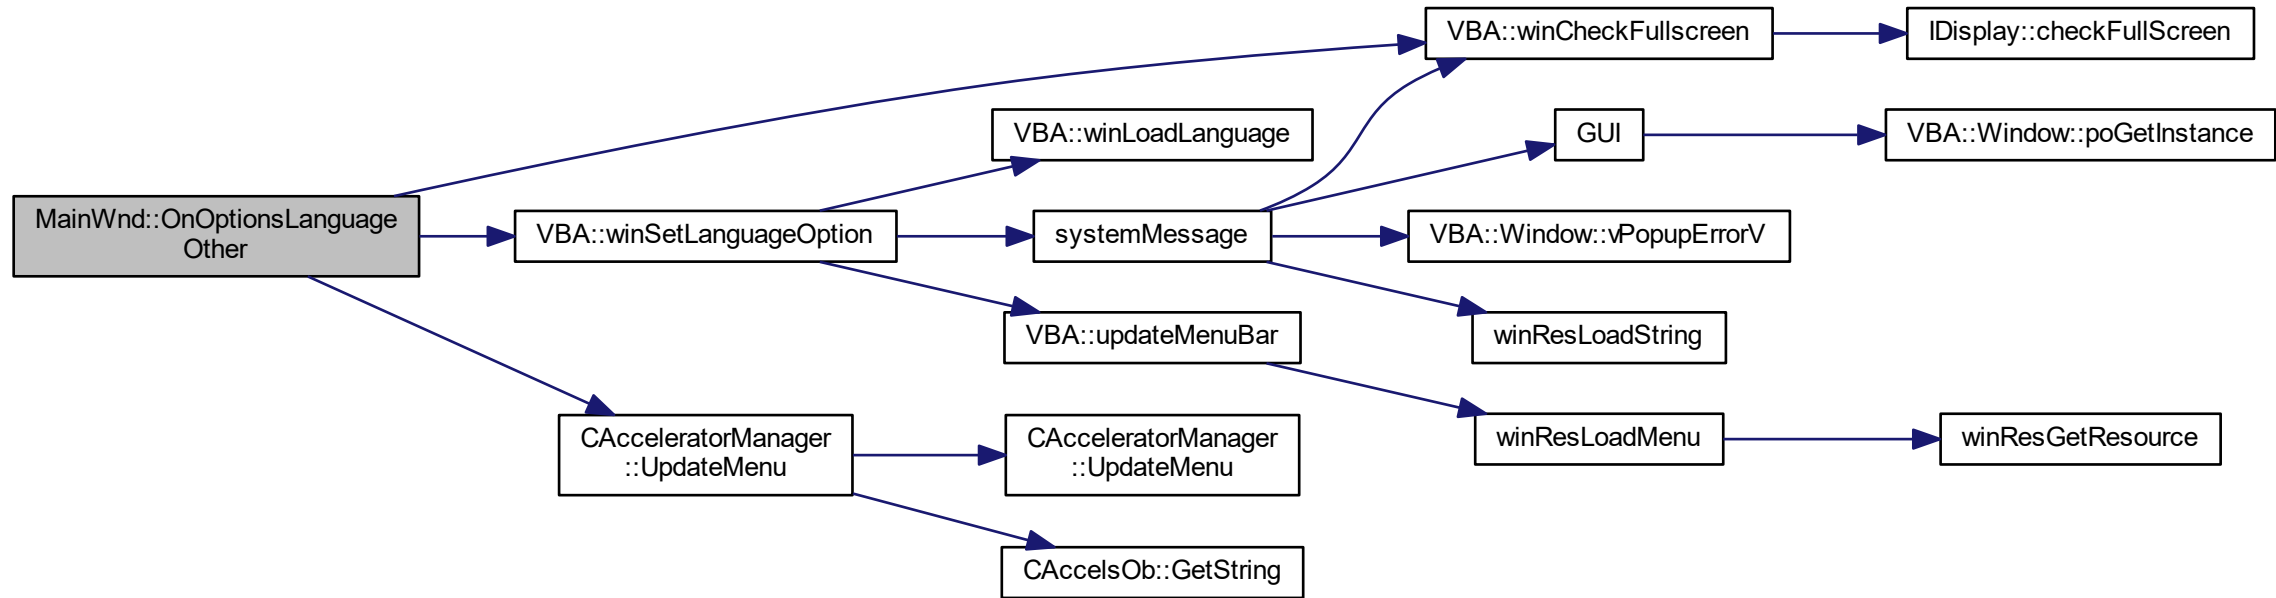 VBA::winCheckFullscreen
IDisplay::checkFullScreen
VBA::winLoadLanguage
GUI
VBA::Window::poGetInstance
MainWnd::OnOptionsLanguage
Other
VBA::winSetLanguageOption
systemMessage
VBA::Window::vPopupErrorV
VBA::updateMenuBar
winResLoadString
CAcceleratorManager
::UpdateMenu
CAcceleratorManager
::UpdateMenu
winResLoadMenu
winResGetResource
CAccelsOb::GetString